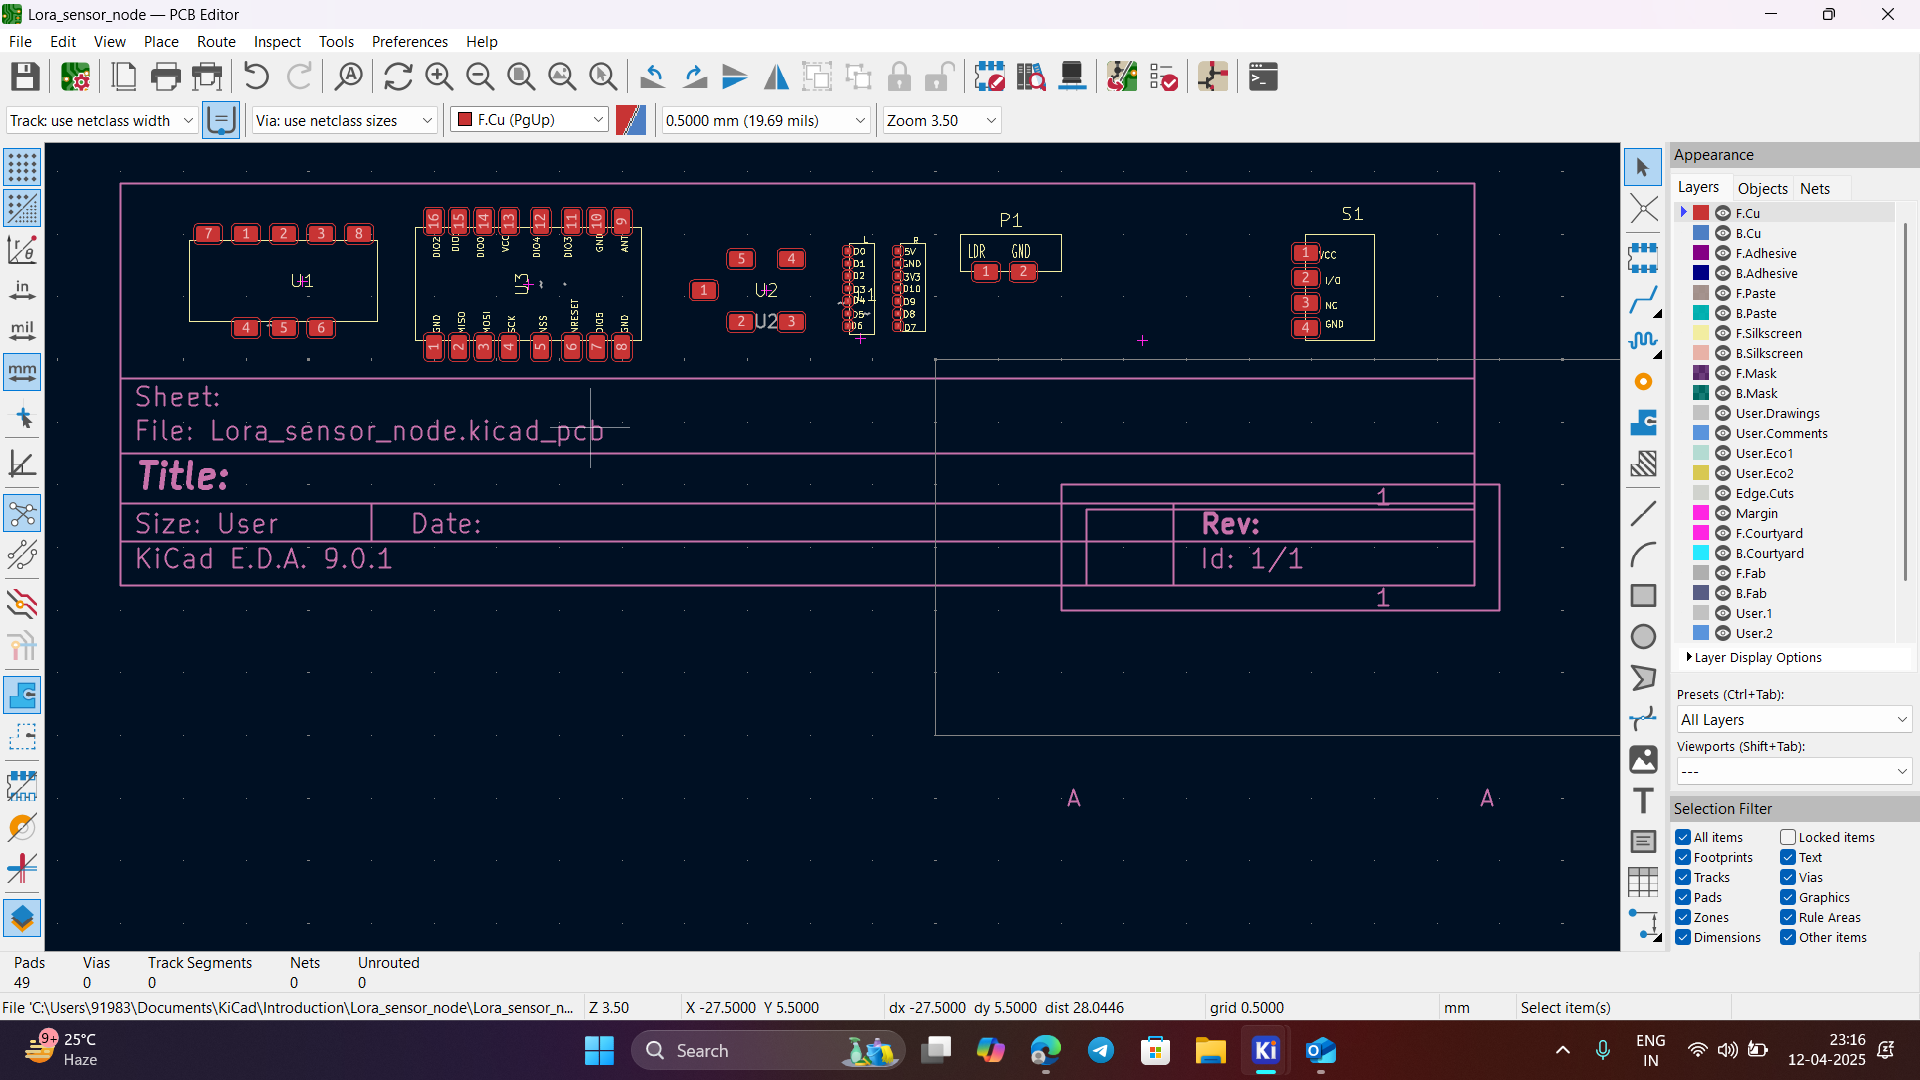 Lora_sensor_node — PCB Editor
File Edit View Place Route Inspect Tools Preferences Help
Track: use netclass width Via: use netclass sizes F.Cu (PgUp) 0.5000 mm (19.69 mils) Zoom 3.50
in
mil
mm
7 1 2 3 8
U1
4 5 6
16 15 14 13 12 11 10 9
DIO2 DIO DIO0 VCC DIO4 DIO3 GND ANT
U3
GND MISO MOSI SCK NSS NRESET DIO5 GND
1 2 3 4 5 6 7 8
5 4
1 U2
2 U2 3
L R
D0 5V
D1 GND
D2 3V3
D3 D10
D4 D9
D5 D8
D6 D7
P1
LDR GND
1 2
S1
1 VCC
2 I/O
3 NC
4 GND
Sheet:
File: Lora_sensor_node.kicad_pcb
Title:
Size: User Date: Rev:
KiCad E.D.A. 9.0.1 Id: 1/1
1
1
A A
Appearance
Layers Objects Nets
F.Cu
B.Cu
F.Adhesive
B.Adhesive
F.Paste
B.Paste
F.Silkscreen
B.Silkscreen
F.Mask
B.Mask
User.Drawings
User.Comments
User.Eco1
User.Eco2
Edge.Cuts
Margin
F.Courtyard
B.Courtyard
F.Fab
B.Fab
User.1
User.2
Layer Display Options
Presets (Ctrl+Tab):
All Layers
Viewports (Shift+Tab):
---
Selection Filter
All items Locked items
Footprints Text
Tracks Vias
Pads Graphics
Zones Rule Areas
Dimensions Other items
Pads Vias Track Segments Nets Unrouted
49 0 0 0 0
File 'C:\Users\91983\Documents\KiCad\Introduction\Lora_sensor_node\Lora_sensor_n... Z 3.50 X -27.5000 Y 5.5000 dx -27.5000 dy 5.5000 dist 28.0446 grid 0.5000 mm Select item(s)
9+ 25°C
Haze
Search
Ki
ENG
IN
23:16
12-04-2025